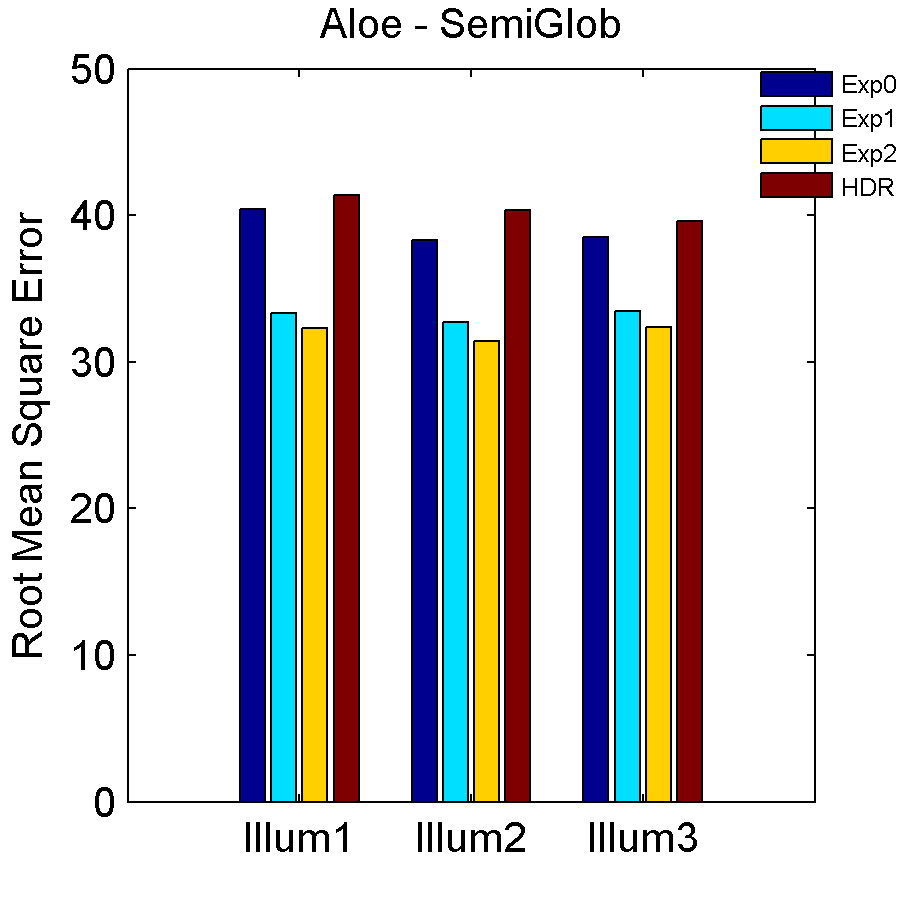 Aloe - SemiGlob
Exp0
Exp1
Exp2
HDR
50
40
30
20
10
0
Root Mean Square Error
Illum1 Illum2 Illum3